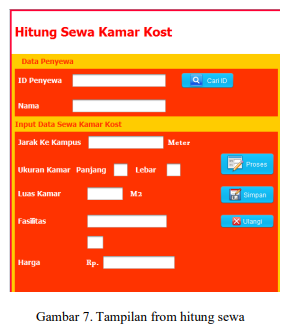 Hitung Sewa Kamar Kost
Data Penyewa
ID Penyewa Cari ID
Nama
Input Data Sewa Kamar Kost
Jarak Ke Kampus Meter
Ukuran Kamar Panjang Lebar Proses
Luas Kamar M2 Simpan
Fasilitas Utangi
Harga Rp.
Gambar 7. Tampilan from hitung sewa